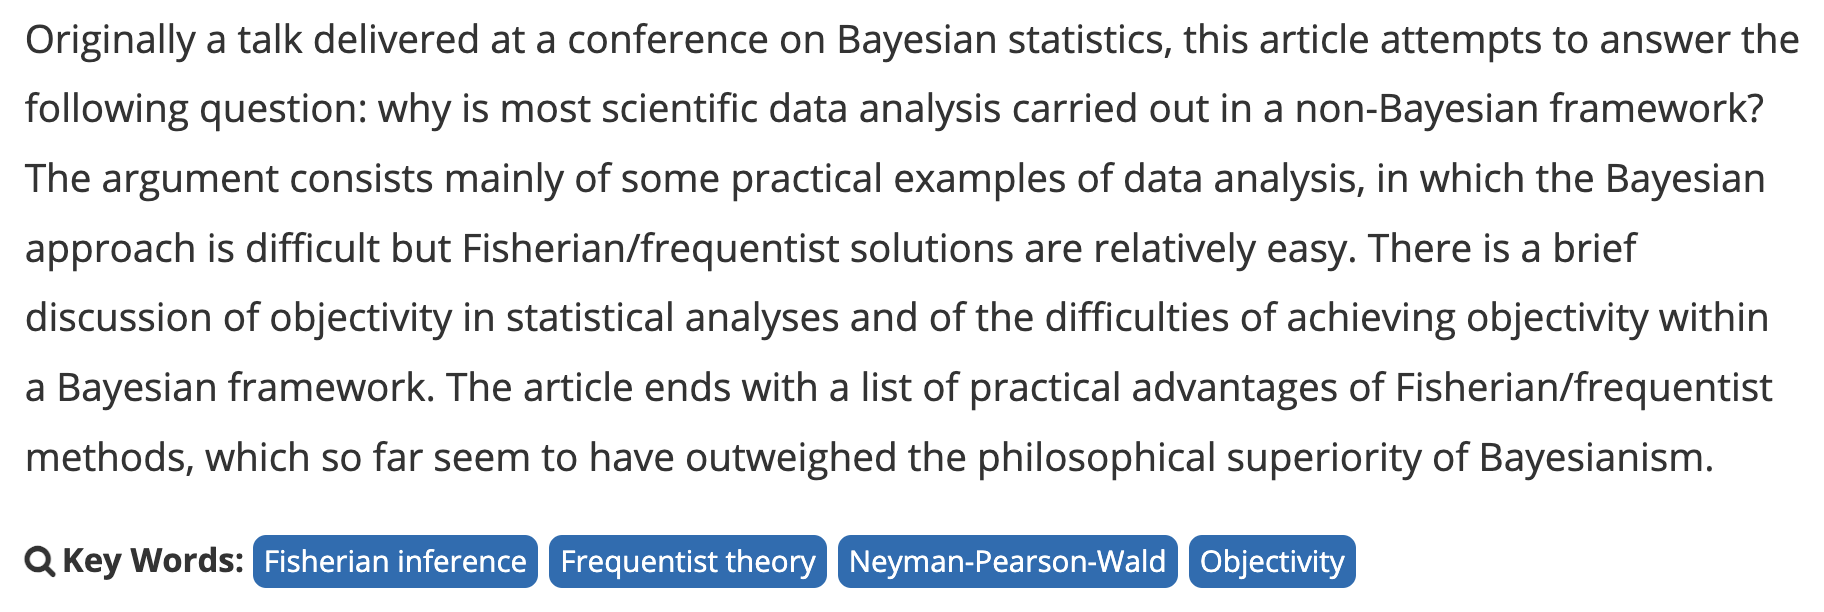 Originally a talk delivered at a conference on Bayesian statistics, this article attempts to answer the
following question: why is most scientific data analysis carried out in a non-Bayesian framework?
The argument consists mainly of some practical examples of data analysis, in which the Bayesian
approach is difficult but Fisherian/frequentist solutions are relatively easy. There is a brief
discussion of objectivity in statistical analyses and of the difficulties of achieving objectivity within
a Bayesian framework. The article ends with a list of practical advantages of Fisherian/frequentist
methods, which so far seem to have outweighed the philosophical superiority of Bayesianism.
Key Words: Fisherian inference Frequentist theory Neyman-Pearson-Wald Objectivity